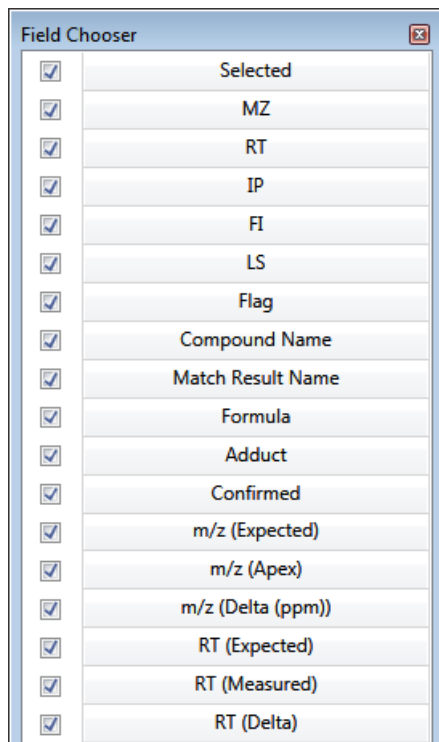 Field Chooser
Selected
MZ
RT
IP
FI
LS
Flag
Compound Name
Match Result Name
Formula
Adduct
Confirmed
m/z (Expected)
m/z (Apex)
m/z (Delta (ppm))
RT (Expected)
RT (Measured)
RT (Delta)